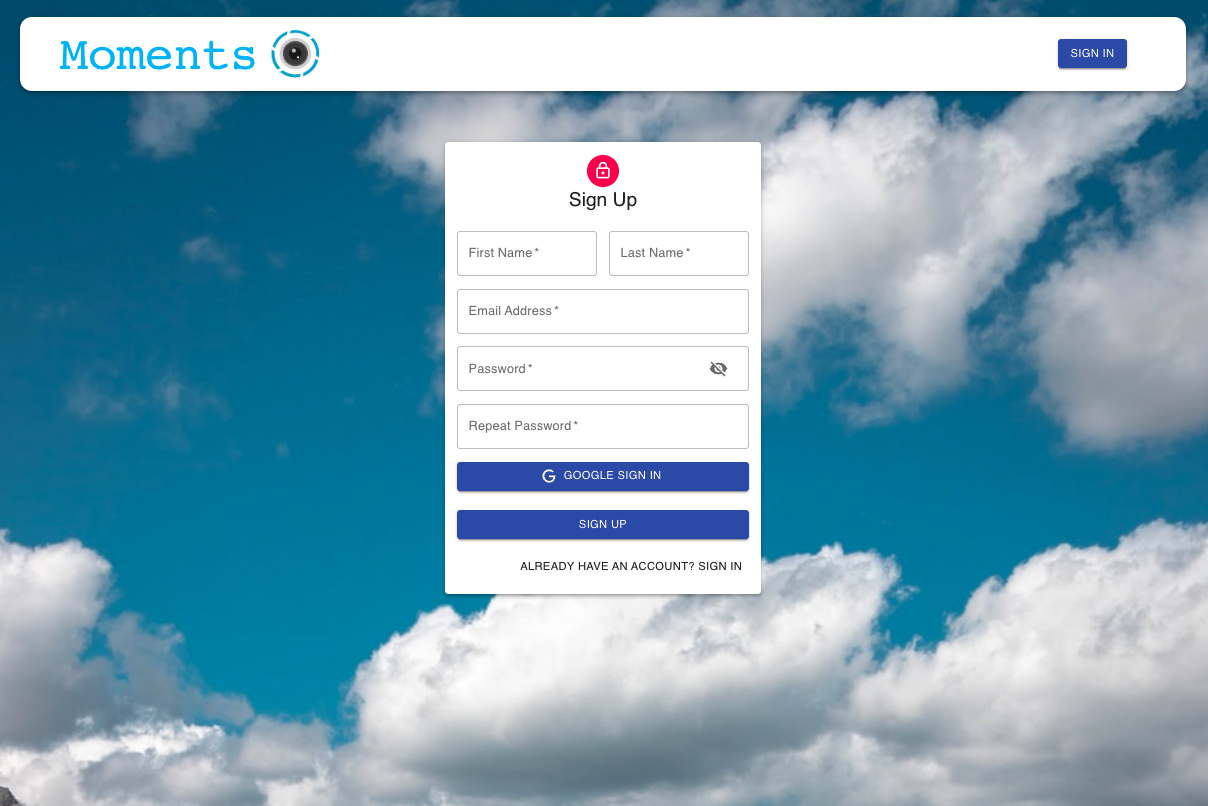 Moments
SIGN IN
Sign Up
First Name *
Last Name *
Email Address *
Password *
Repeat Password *
GOOGLE SIGN IN
SIGN UP
ALREADY HAVE AN ACCOUNT? SIGN IN